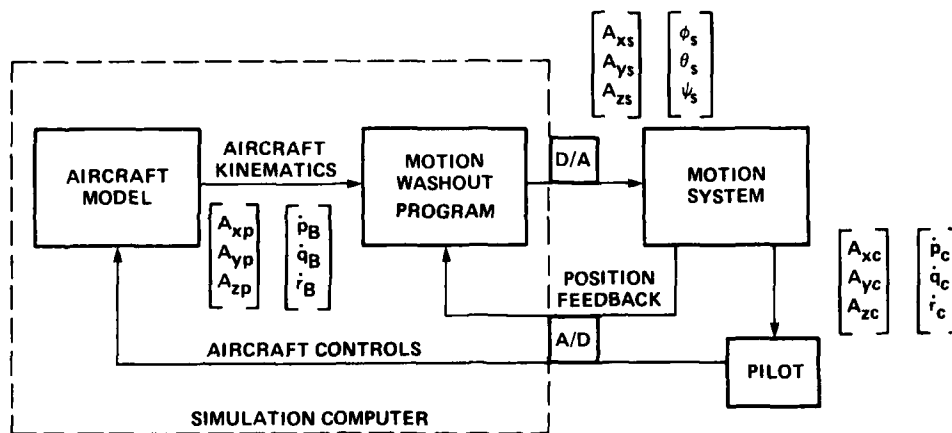 A_xs φ_s
A_ys θ_s
A_zs ψ_s
AIRCRAFT
MODEL
AIRCRAFT
KINEMATICS
MOTION
WASHOUT
PROGRAM
D/A
MOTION
SYSTEM
A_xp ṗ_B
A_yp q̇_B
A_zp ṙ_B
POSITION
FEEDBACK
A_xc ṗ_c
A_yc q̇_c
A_zc ṙ_c
A/D
AIRCRAFT CONTROLS
PILOT
SIMULATION COMPUTER